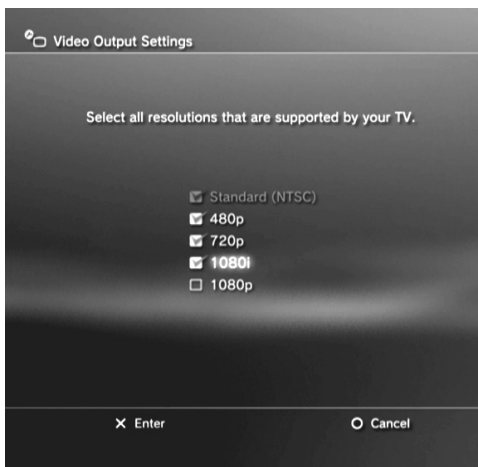 Video Output Settings
Select all resolutions that are supported by your TV.
Standard (NTSC)
480p
720p
1080i
1080p
X Enter
O Cancel